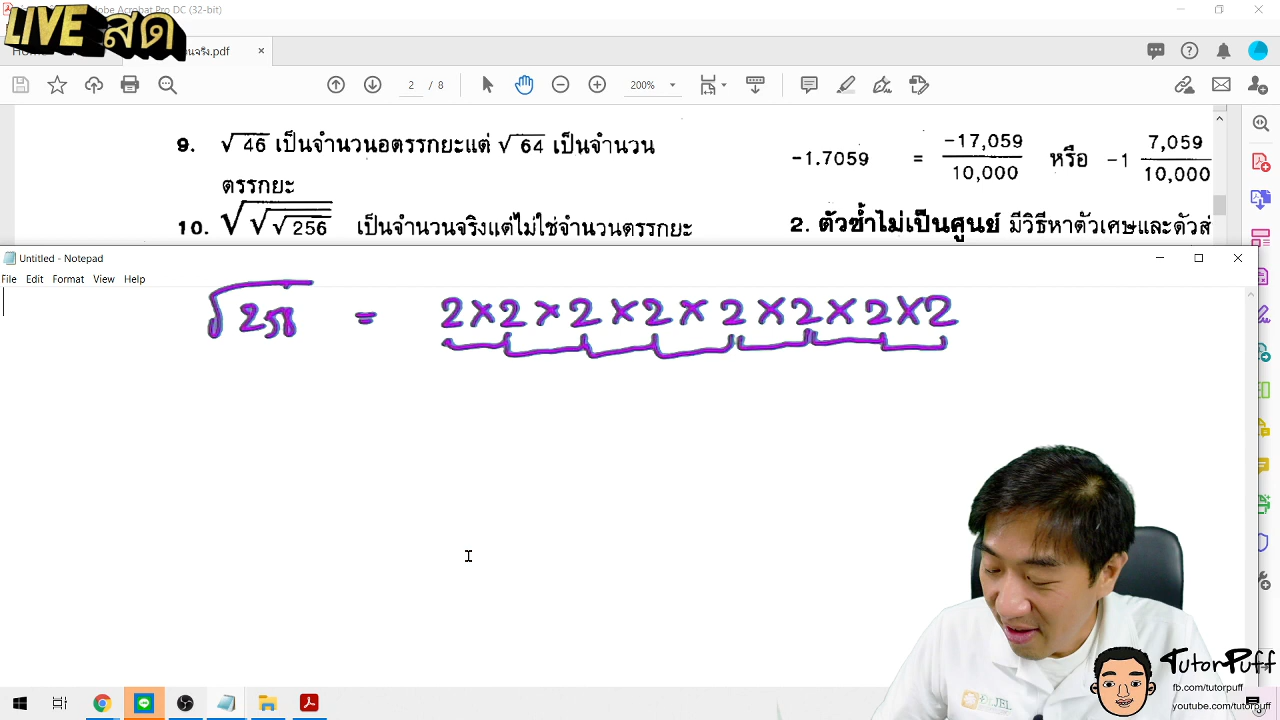 LIVE สด
Adobe Acrobat Pro DC (32-bit)
นจริง.pdf
2 / 8
200%
9. √46 เป็นจำนวนอตรรกยะแต่ √64 เป็นจำนวน
ตรรกยะ
10. √√√256 เป็นจำนวนจริงแต่ไม่ใช่จำนวนตรรกยะ
-1.7059 = -17,059/10,000 หรือ -1 7,059/10,000
2. ตัวซ้ำไม่เป็นศูนย์ มีวิธีหาตัวเศษและตัวส
Untitled - Notepad
File Edit Format View Help
√256 = 2×2×2×2×2×2×2×2
TUTORPUFF
fb.com/tutorpuff
youtube.com/tutorpuff